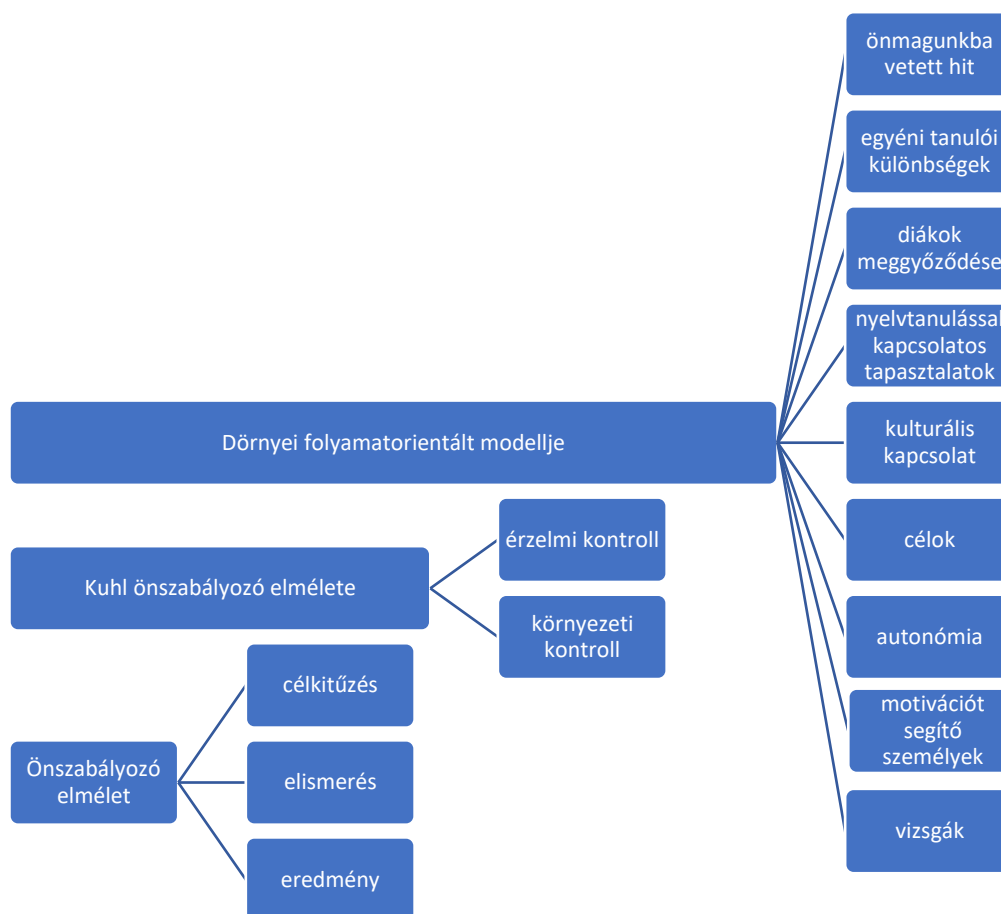 önmagunkba
vetett hit
egyéni tanulói
különbségek
diákok
meggyőződése
nyelvtanulással
kapcsolatos
tapasztalatok
Dörnyei folyamatorientált modellje
kulturális
kapcsolat
célok
autonómia
motivációt
segítő
személyek
vizsgák
Kuhl önszabályozó elmélete
érzelmi kontroll
környezeti
kontroll
Önszabályozó
elmélet
célkitűzés
elismerés
eredmény